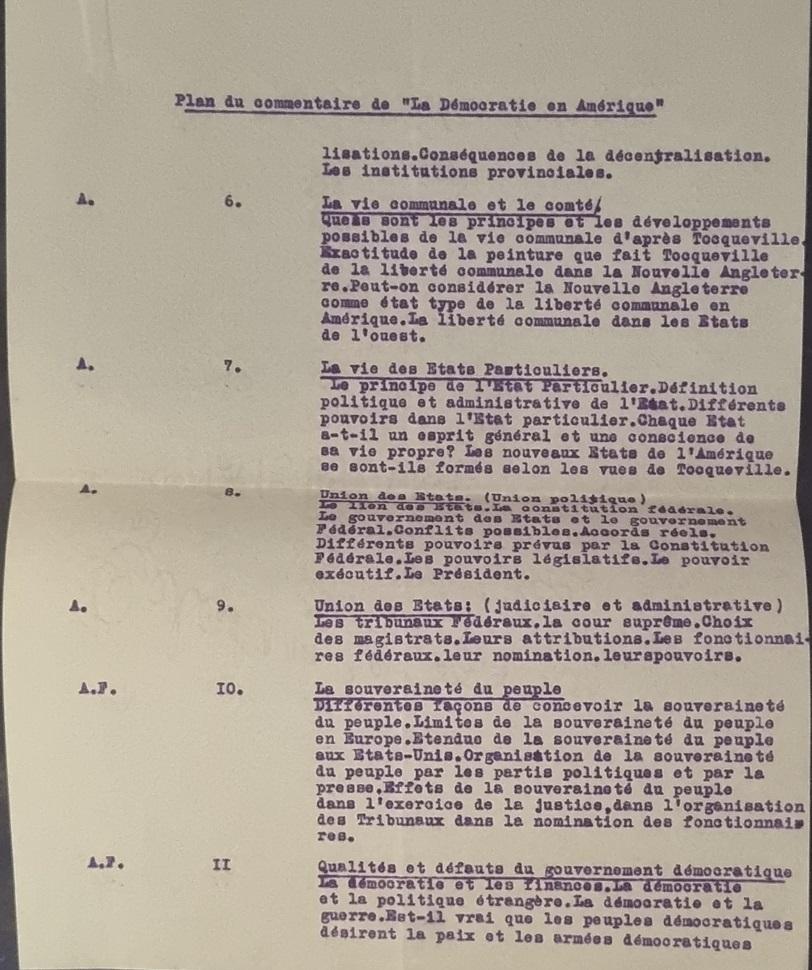 Plan du commentaire de "La Démocratie en Amérique"
lisations.Conséquences de la décentralisation.
Les institutions provinciales.
A. 6. La vie communale et le comté/
Quels sont les principes et les développements
possibles de la vie communale d'après Tocqueville.
Exactitude de la peinture que fait Tocqueville
de la liberté communale dans la Nouvelle Angleter-
re.Peut-on considérer la Nouvelle Angleterre
comme état type de la liberté communale en
Amérique.La liberté communale dans les Etats
de l'ouest.
A. 7. La vie des Etats Particuliers.
Le principe de l'Etat Particulier.Définition
politique et administrative de l'Etat.Différents
pouvoirs dans l'Etat particulier.Chaque Etat
a-t-il un esprit général et une conscience de
sa vie propre? Les nouveaux Etats de l'Amérique
se sont-ils formés selon les vues de Tocqueville.
A. 8. Union des Etats. (Union politique)
Le lien des Etats.La constitution fédérale.
Le gouvernement des Etats et le gouvernement
Fédéral.Conflits possibles.Accords réels.
Différents pouvoirs prévus par la Constitution
Fédérale.Les pouvoirs législatifs.Le pouvoir
exécutif.Le Président.
A. 9. Union des Etats: (judiciaire et administrative)
Les tribunaux Fédéraux.la cour suprême.Choix
des magistrats.Leurs attributions.Les fonctionnai-
res fédéraux.leur nomination.leurspouvoirs.
A.F. IO. La souveraineté du peuple
Différentes façons de concevoir la souveraineté
du peuple.Limites de la souveraineté du peuple
en Europe.Etendue de la souveraineté du peuple
aux Etats-Unis.Organisation de la souveraineté
du peuple par les partis politiques et par la
presse.Effets de la souveraineté du peuple
dans l'exercice de la justice,dans l'organisation
des Tribunaux dans la nomination des fonctionnai
res.
A.F. II Qualités et défauts du gouvernement démocratique
La démocratie et les finances.La démocratie
et la politique étrangère.La démocratie et la
guerre.Est-il vrai que les peuples démocratiques
désirent la paix et les armées démocratiques